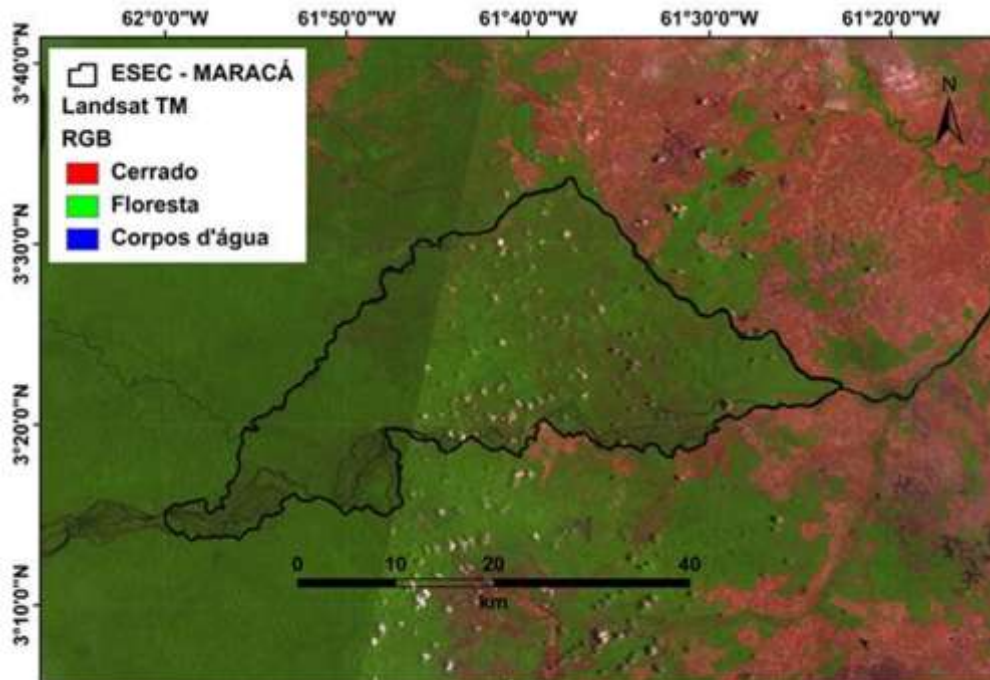 62°0'0"W 61°50'0"W 61°40'0"W 61°30'0"W 61°20'0"W
3°40'0"N
3°30'0"N
3°20'0"N
3°10'0"N
ESEC - MARACÁ
Landsat TM
RGB
Cerrado
Floresta
Corpos d'água
N
0 10 20 40
km